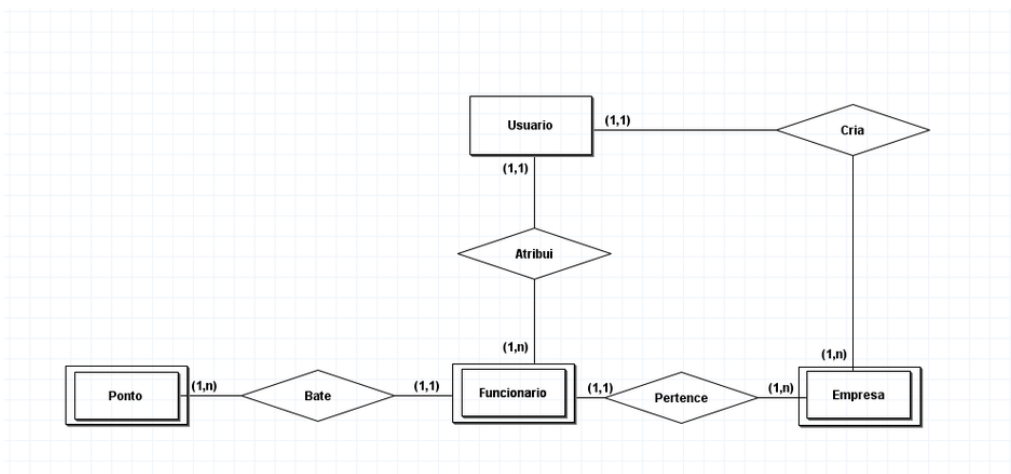 Usuario
(1,1)
Cria
(1,1)
Atribui
(1,n)
(1,n)
Ponto
(1,n)
Bate
(1,1)
Funcionario
(1,1)
Pertence
(1,n)
Empresa